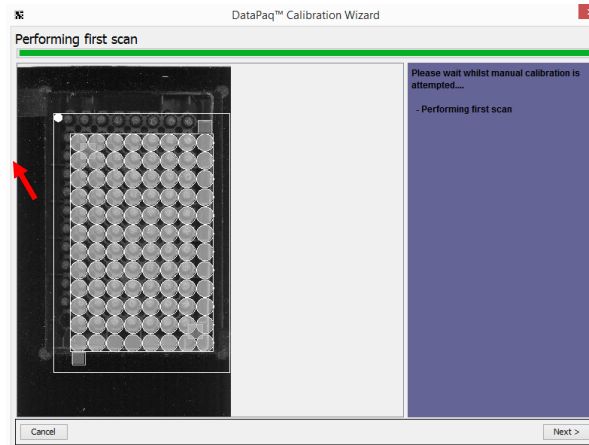 DataPaq™ Calibration Wizard
Performing first scan
Please wait whilst manual calibration is
attempted....
- Performing first scan
Cancel
Next >